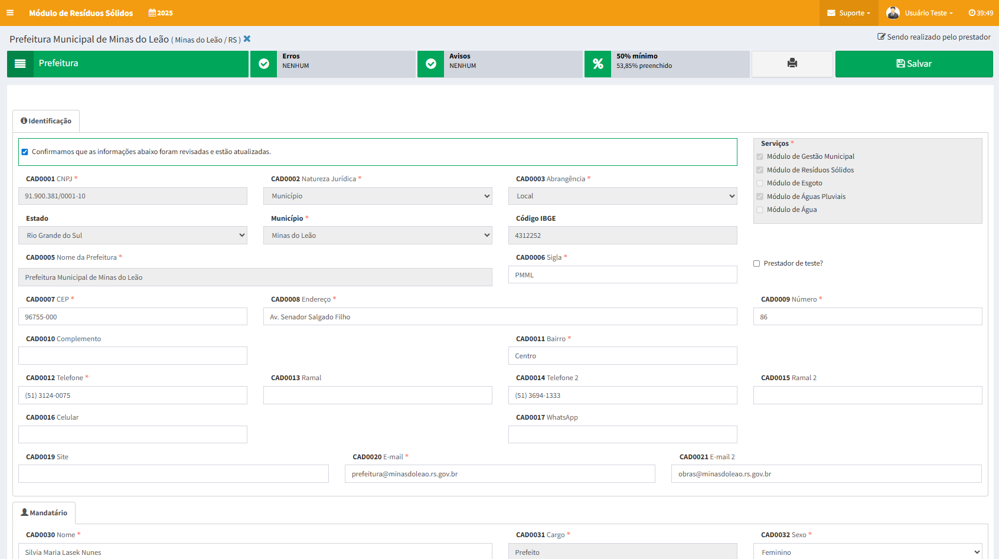 Módulo de Resíduos Sólidos 2025 Suporte Usuário Teste 39:49
Prefeitura Municipal de Minas do Leão ( Minas do Leão / RS ) Sendo realizado pelo prestador
Prefeitura
Erros
NENHUM
Avisos
NENHUM
50% mínimo
53,85% preenchido
Salvar
Identificação
Confirmamos que as informações abaixo foram revisadas e estão atualizadas.
Serviços *
Módulo de Gestão Municipal
Módulo de Resíduos Sólidos
Módulo de Esgoto
Módulo de Águas Pluviais
Módulo de Água
CAD0001 CNPJ * CAD0002 Natureza Jurídica * CAD0003 Abrangência *
91.900.381/0001-10 Município Local
Estado Município * Código IBGE
Rio Grande do Sul Minas do Leão 4312252
CAD0005 Nome da Prefeitura * CAD0006 Sigla *
Prefeitura Municipal de Minas do Leão PMML
Prestador de teste?
CAD0007 CEP * CAD0008 Endereço * CAD0009 Número *
96755-000 Av. Senador Salgado Filho 86
CAD0010 Complemento CAD0011 Bairro *
Centro
CAD0012 Telefone * CAD0013 Ramal CAD0014 Telefone 2 CAD0015 Ramal 2
(51) 3124-0075 (51) 3694-1333
CAD0016 Celular CAD0017 WhatsApp
CAD0019 Site CAD0020 E-mail * CAD0021 E-mail 2
prefeitura@minasdoleao.rs.gov.br obras@minasdoleao.rs.gov.br
Mandatário
CAD0030 Nome * CAD0031 Cargo * CAD0032 Sexo *
Silvia Maria Lasek Nunes Prefeito Feminino